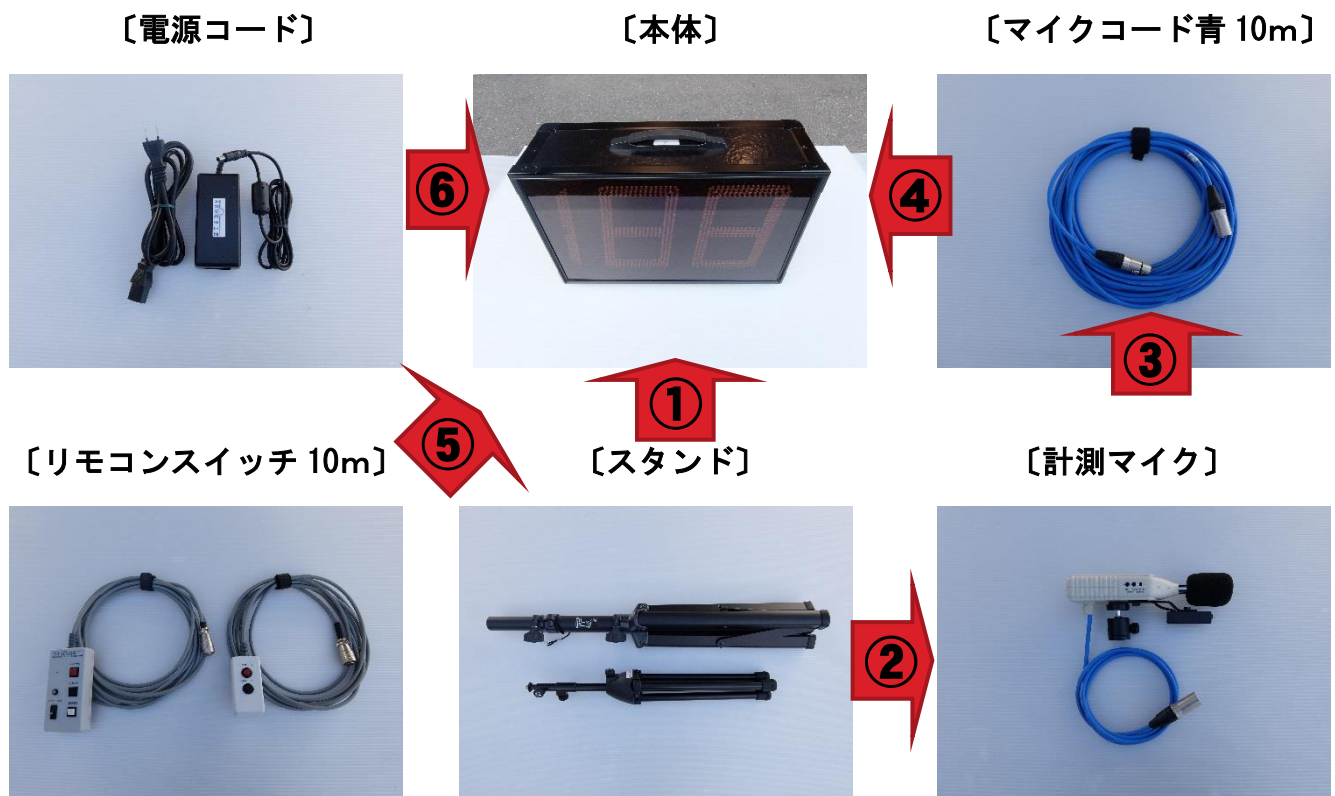 〔電源コード〕
〔本体〕
〔マイクコード青 10m〕
⑥
④
③
①
⑤
〔リモコンスイッチ 10m〕
〔スタンド〕
〔計測マイク〕
②